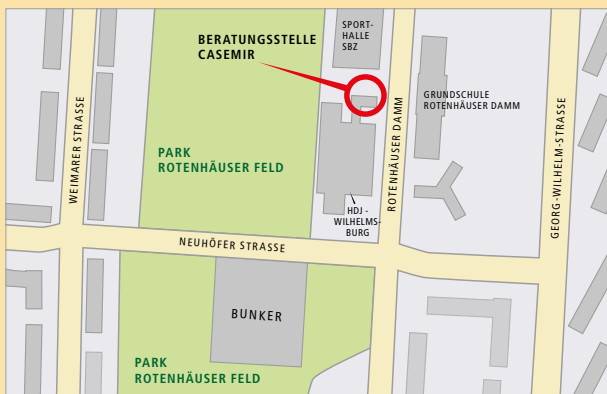 BERATUNGSSTELLE
CASEMIR
SPORT-
HALLE
SBZ
GRUNDSCHULE
ROTENHÄUSER DAMM
WEIMARER STRASSE
PARK
ROTENHÄUSER FELD
ROTENHÄUSER DAMM
GEORG-WILHELM-STRASSE
HDJ -
WILHELMS-
BURG
NEUHÖFER STRASSE
BUNKER
PARK
ROTENHÄUSER FELD